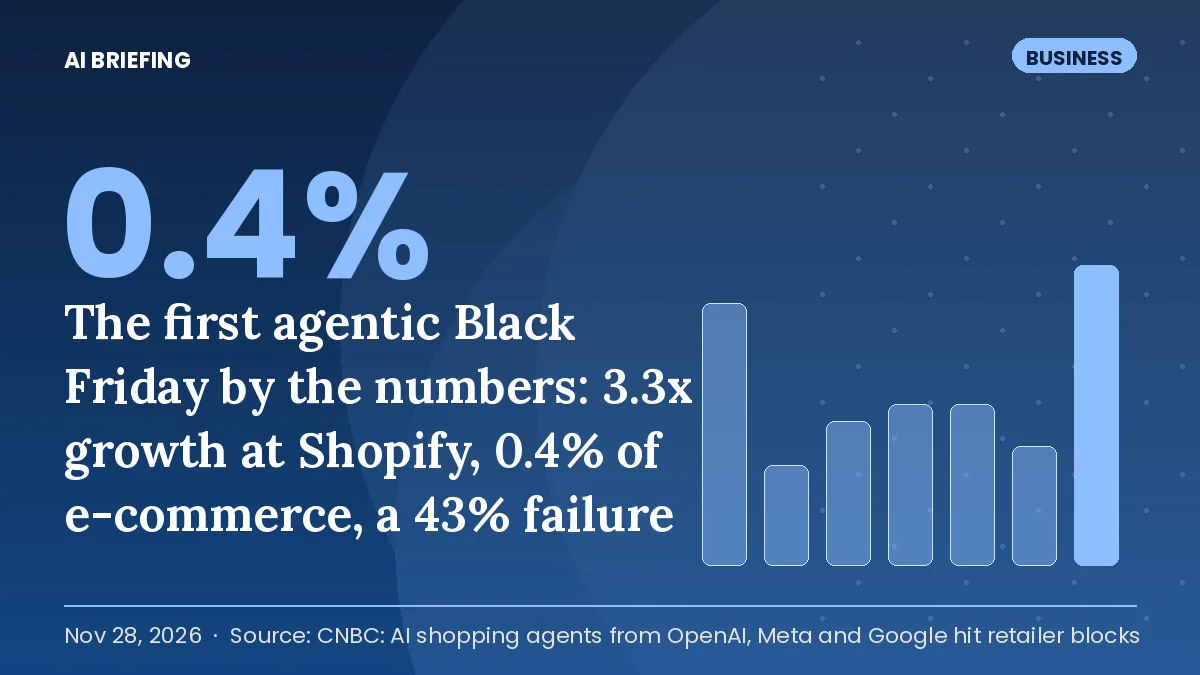 AI BRIEFING
BUSINESS
0.4%
The first agentic Black
Friday by the numbers: 3.3x
growth at Shopify, 0.4% of
e-commerce, a 43% failure
Nov 28, 2026 · Source: CNBC: AI shopping agents from OpenAI, Meta and Google hit retailer blocks